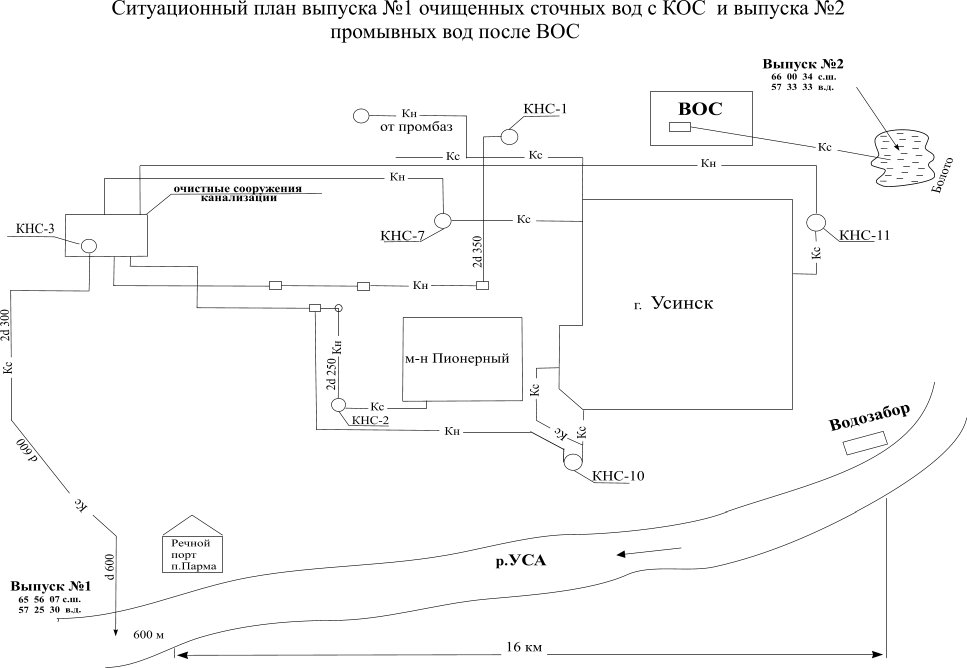 Ситуационный план выпуска №1 очищенных сточных вод с КОС и выпуска №2
промывных вод после ВОС
Выпуск №2
66 00 34 с.ш.
57 33 33 в.д.
ВОС
КНС-1
Кн
от промбаз
Кс
Кс
Кс
Кн
Болото
Кн
очистные сооружения
канализации
КНС-3
КНС-7
Кс
КНС-11
Кс
2d 350
Кн
г. Усинск
2d 300
Кс
Кн
2d 250
м-н Пионерный
Кс
КНС-2
Кс
Кн
Кс
Кс
КНС-10
Водозабор
d 600
Кс
Речной
порт
п.Парма
d 600
р.УСА
Выпуск №1
65 56 07 с.ш.
57 25 30 в.д.
600 м
16 км